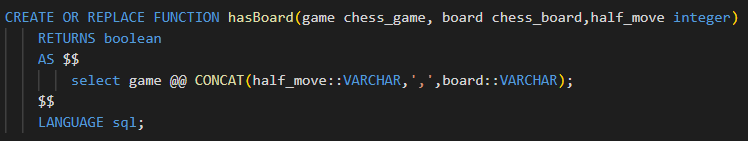 CREATE OR REPLACE FUNCTION hasBoard(game chess_game, board chess_board,half_move integer)
RETURNS boolean
AS $$
select game @@ CONCAT(half_move::VARCHAR,',',board::VARCHAR);
$$
LANGUAGE sql;